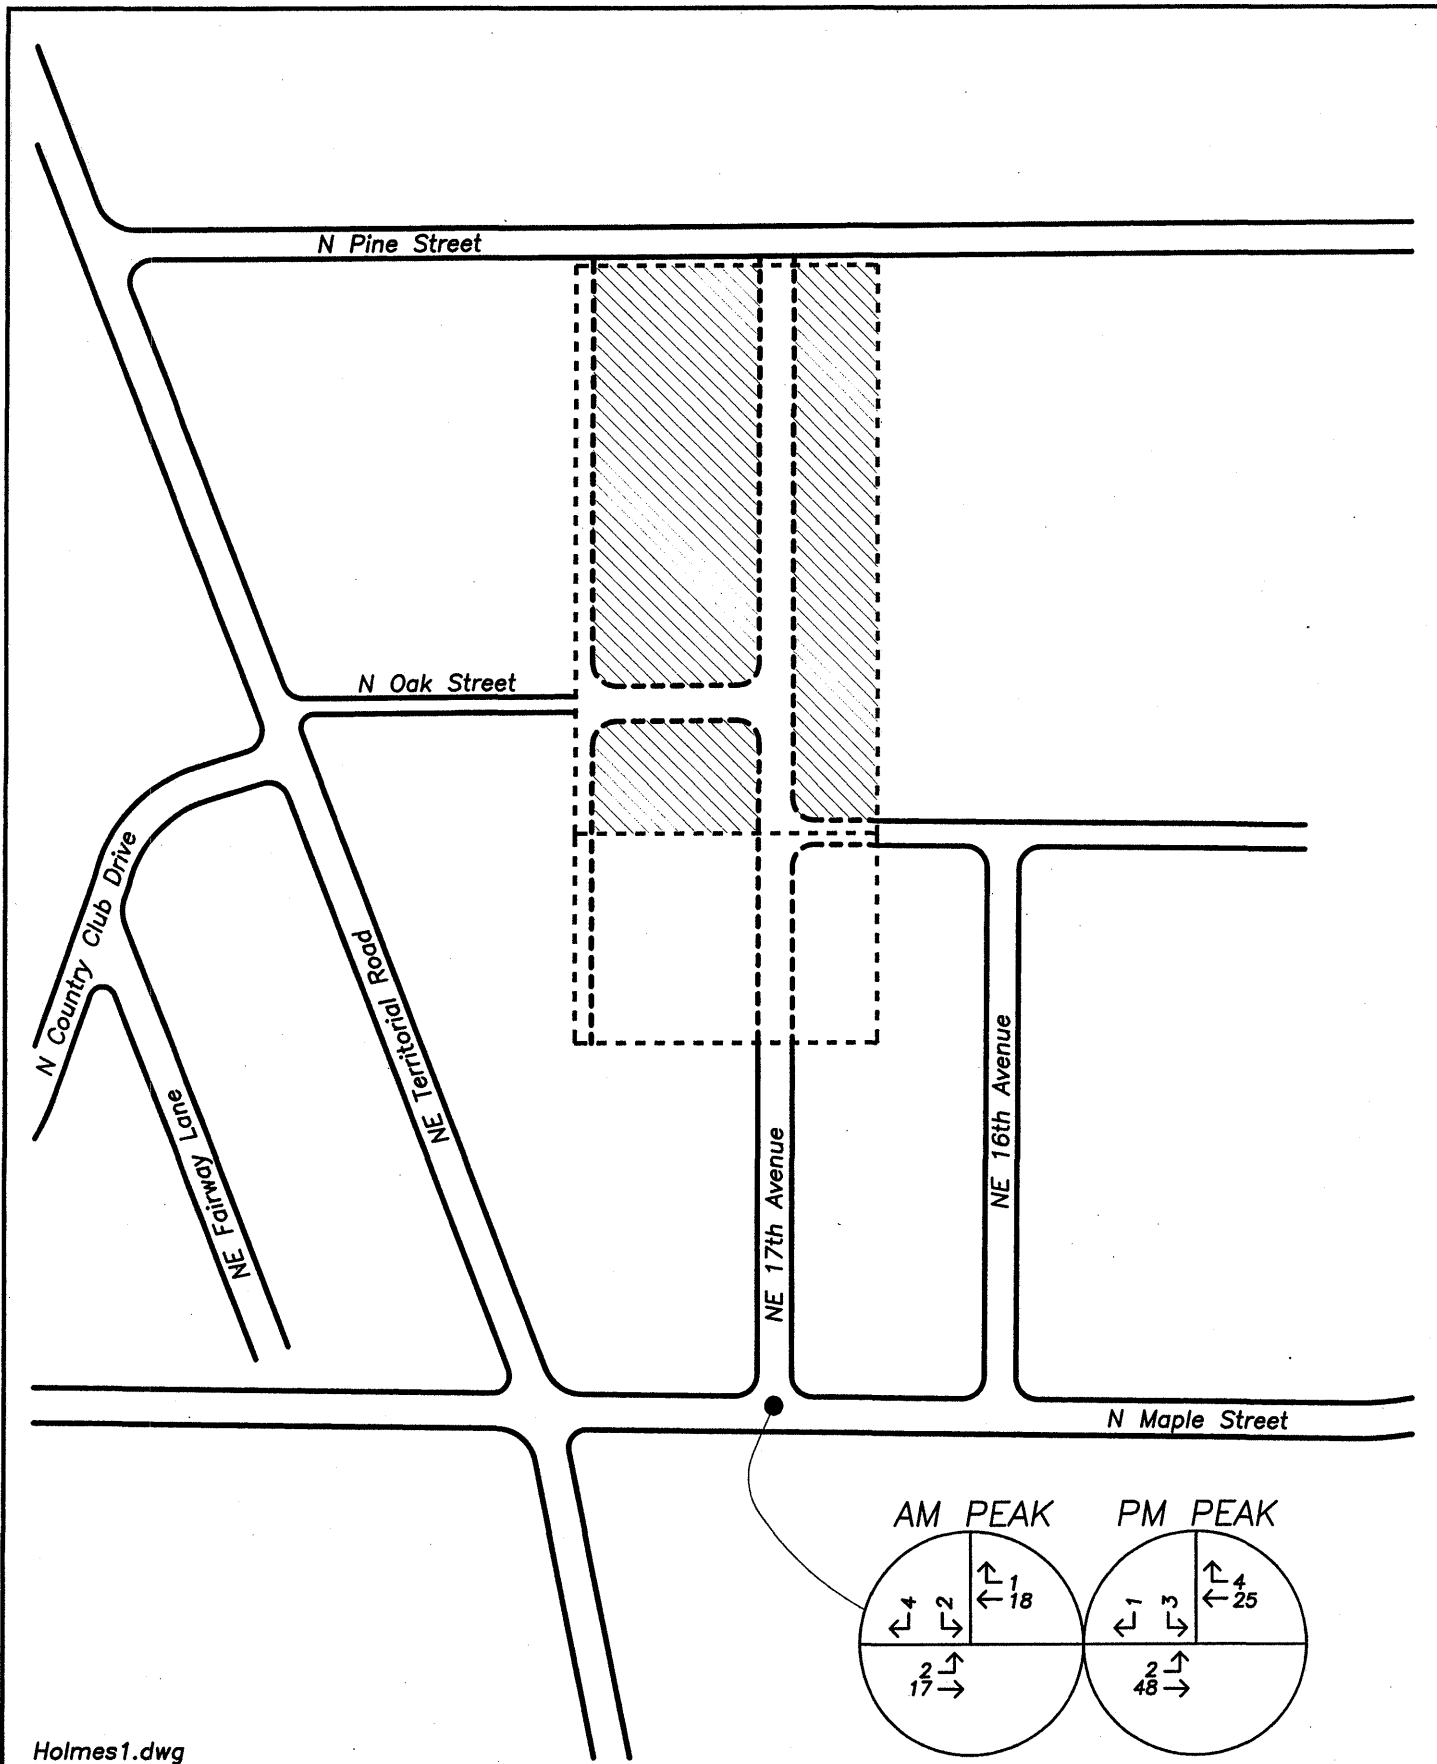 N Pine Street
N Oak Street
N Country Club Drive
NE Territorial Road
NE Fairway Lane
NE 17th Avenue
NE 16th Avenue
N Maple Street
AM PEAK
4
2
1
18
2
17
PM PEAK
1
3
4
25
2
48
Holmes1.dwg